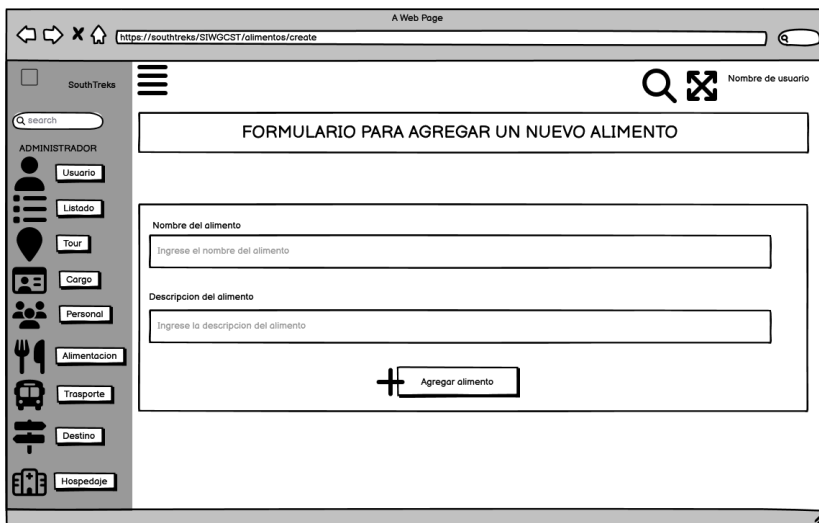 A Web Page
https://southtreks/SIWGCST/alimentos/create
SouthTreks
Nombre de usuario
search
FORMULARIO PARA AGREGAR UN NUEVO ALIMENTO
ADMINISTRADOR
Usuario
Listado
Tour
Cargo
Personal
Alimentacion
Trasporte
Destino
Hospedaje
Nombre del alimento
Ingrese el nombre del alimento
Descripcion del alimento
Ingrese la descripcion del alimento
Agregar alimento